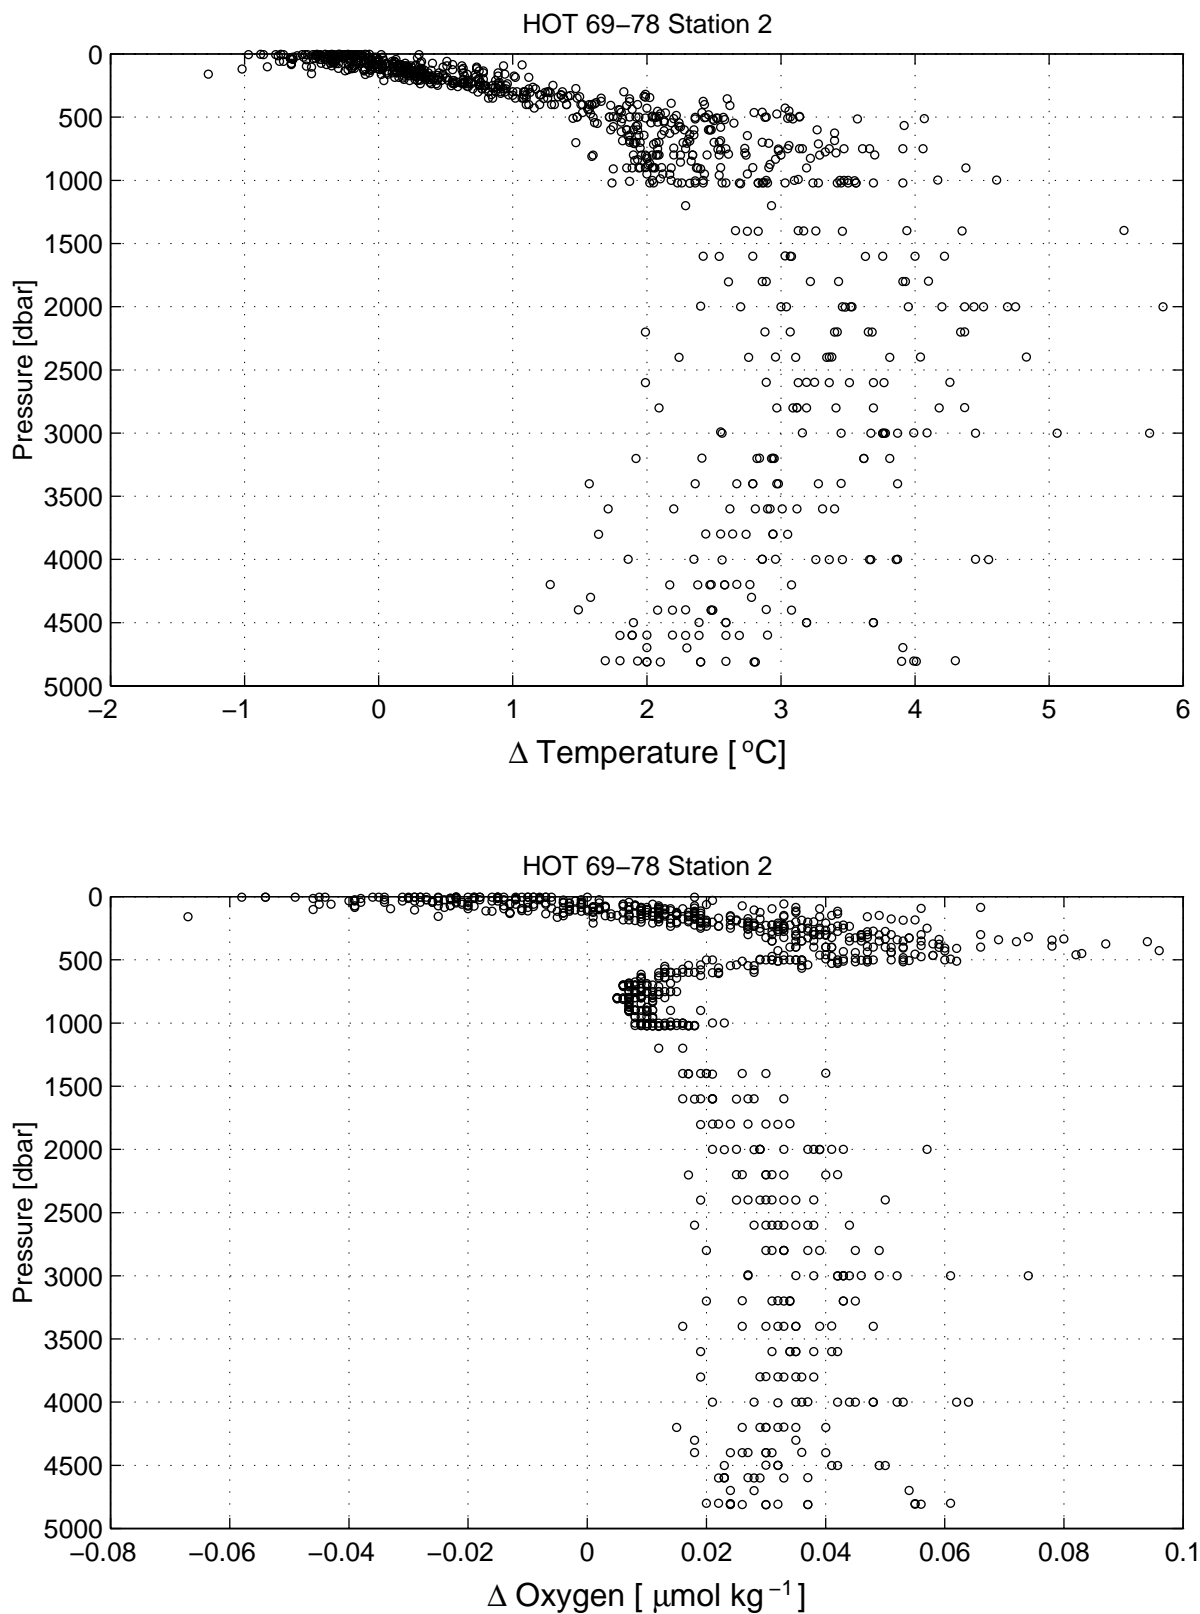 HOT 69–78 Station 2
0
500
1000
1500
2000
2500
3000
3500
4000
4500
5000
Pressure [dbar]
−2 −1 0 1 2 3 4 5 6
Δ Temperature [ °C]
HOT 69–78 Station 2
0
500
1000
1500
2000
2500
3000
3500
4000
4500
5000
Pressure [dbar]
−0.08 −0.06 −0.04 −0.02 0 0.02 0.04 0.06 0.08 0.1
Δ Oxygen [ μmol kg⁻¹]